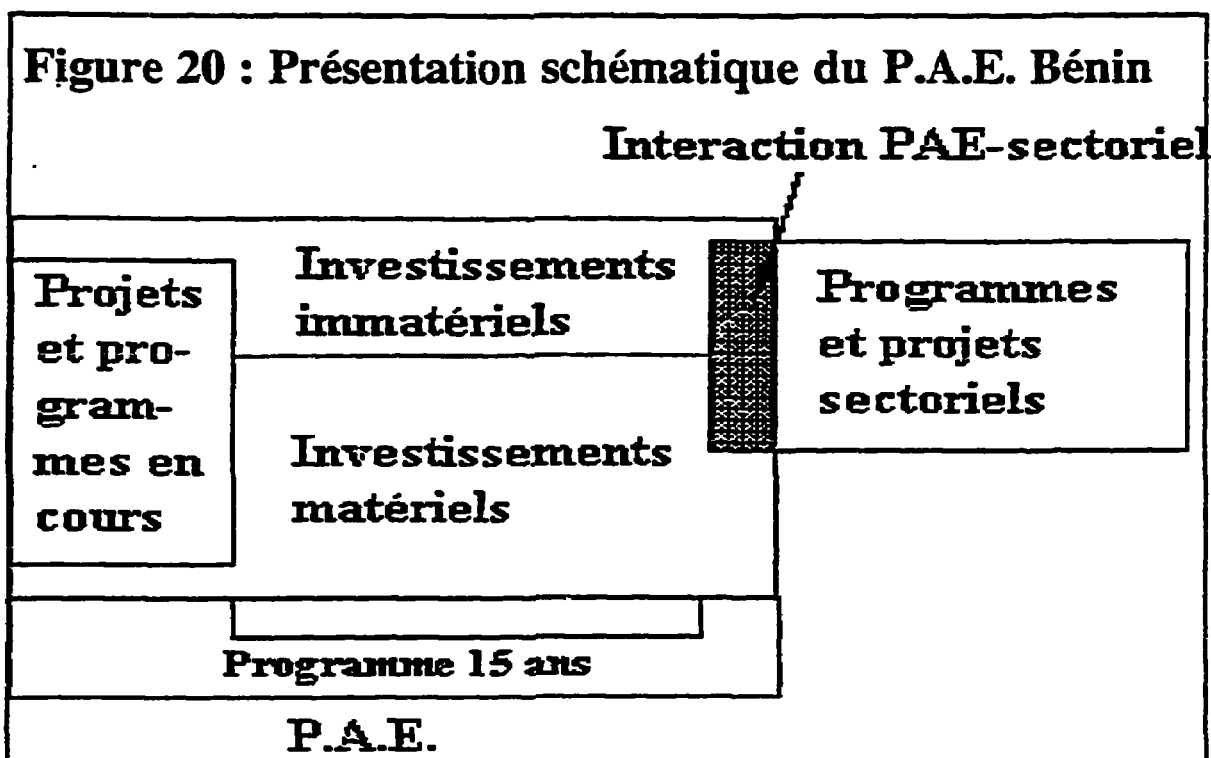 Figure 20 : Présentation schématique du P.A.E. Bénin
Interaction PAE-sectoriel
Projets
et pro-
gram-
mes en
cours
Investissements
immatériels
Investissements
matériels
Programmes
et projets
sectoriels
Programme 15 ans
P.A.E.